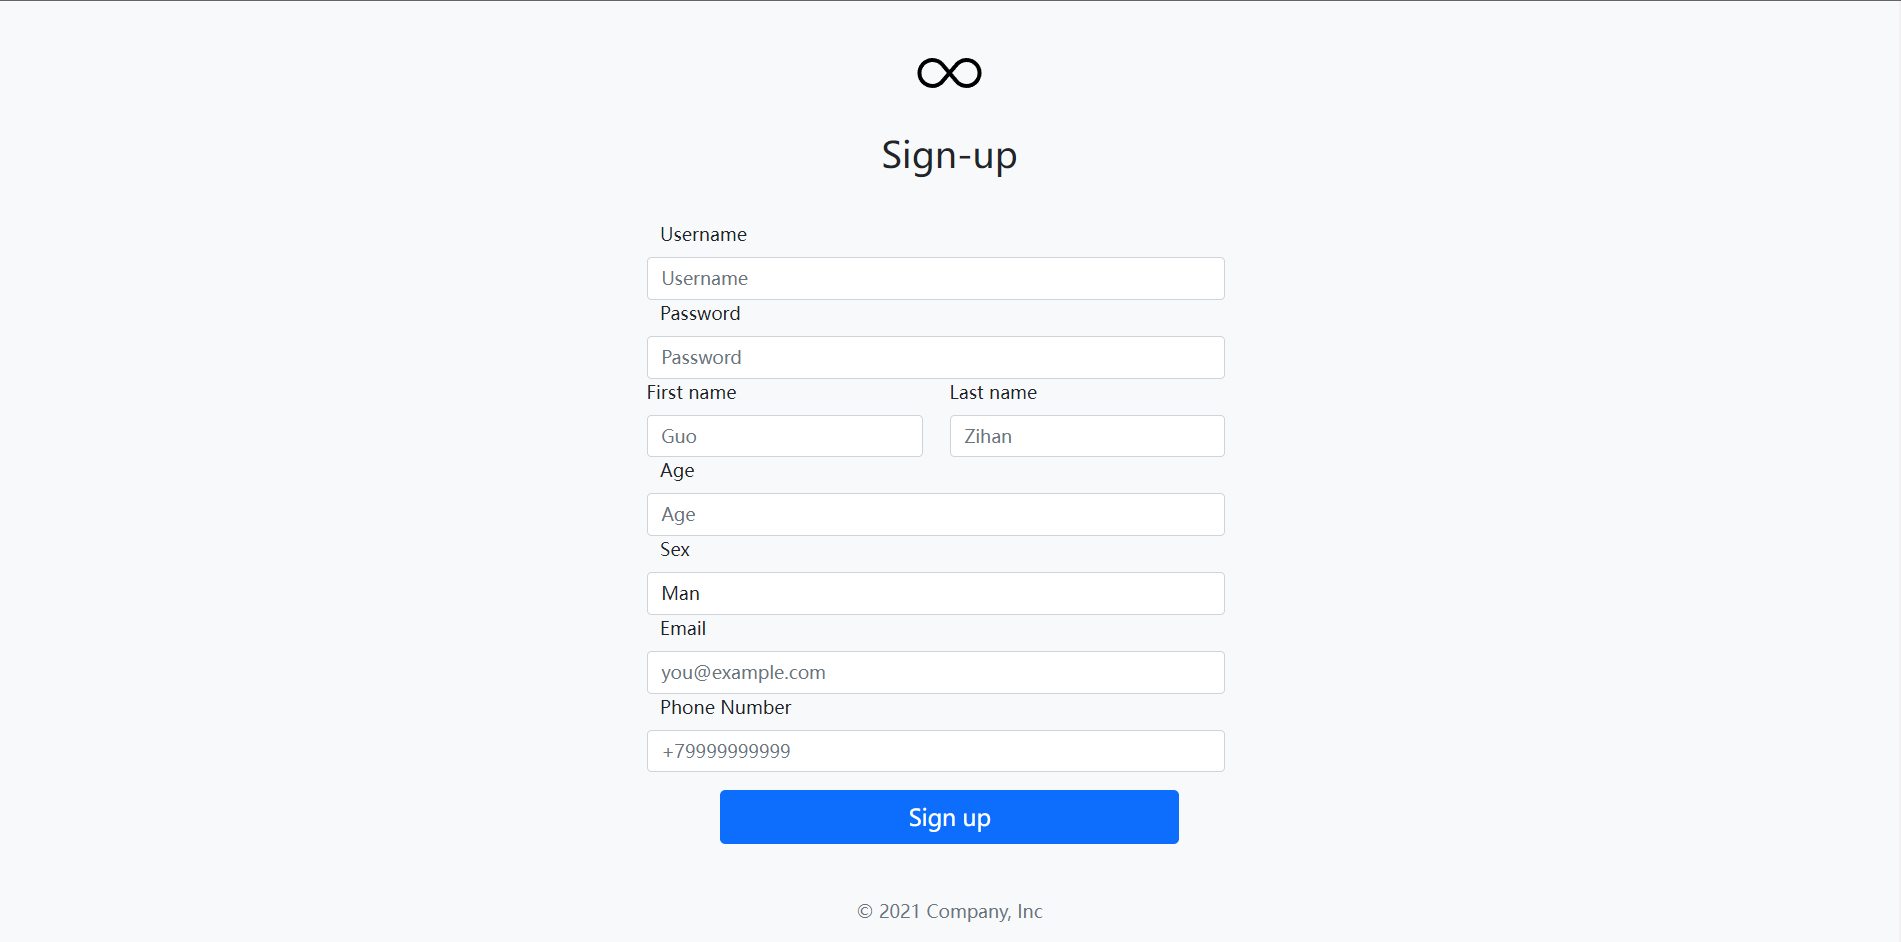 Sign-up
Username
Username
Password
Password
First name Last name
Guo Zihan
Age
Age
Sex
Man
Email
you@example.com
Phone Number
+79999999999
Sign up
© 2021 Company, Inc